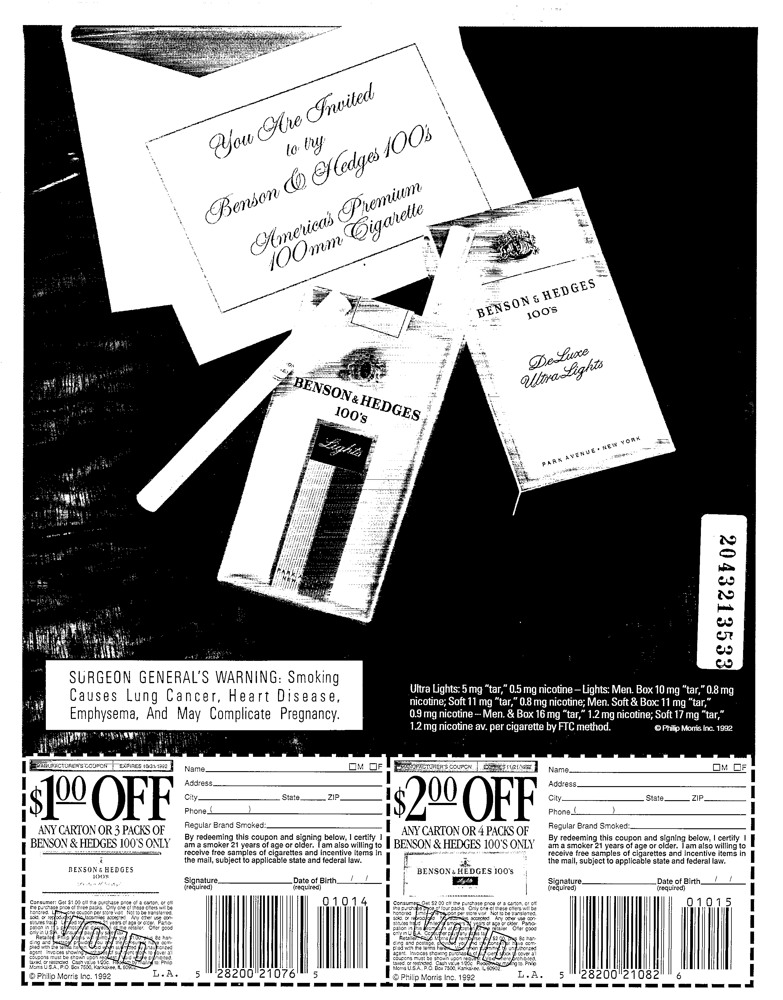 You Are Invited
to try
Benson & Hedges 100's
America's Premium
100mm Cigarette
BENSON & HEDGES
100'S
DeLuxe
Ultra Lights
PARK AVENUE • NEW YORK
BENSON & HEDGES
100's
Lights
2043213533
SURGEON GENERAL'S WARNING: Smoking
Causes Lung Cancer, Heart Disease,
Emphysema, And May Complicate Pregnancy.
Ultra Lights: 5 mg "tar," 0.5 mg nicotine – Lights: Men. Box 10 mg "tar," 0.8 mg
nicotine; Soft 11 mg "tar," 0.8 mg nicotine; Men. Soft & Box: 11 mg "tar,"
0.9 mg nicotine – Men. & Box 16 mg "tar," 1.2 mg nicotine; Soft 17 mg "tar,"
1.2 mg nicotine av. per cigarette by FTC method.
© Philip Morris Inc. 1992
MANUFACTURER'S COUPON EXPIRES 10/31/1992
$1.00 OFF
ANY CARTON OR 3 PACKS OF
BENSON & HEDGES 100'S ONLY
BENSON & HEDGES
100'S
Name M F
Address
City State ZIP
Phone ( )
Regular Brand Smoked:
By redeeming this coupon and signing below, I certify I
am a smoker 21 years of age or older. I am also willing to
receive free samples of cigarettes and incentive items in
the mail, subject to applicable state and federal law.
Signature Date of Birth / /
(required) (required)
Consumer: Get $1.00 off the purchase price of a carton, or off
the purchase price of three packs. Only one of these offers will be
VOID
© Philip Morris Inc. 1992
L.A.
01014
5 28200 21076 5
MANUFACTURER'S COUPON EXPIRES 11/21/1992
$2.00 OFF
ANY CARTON OR 4 PACKS OF
BENSON & HEDGES 100'S ONLY
BENSON & HEDGES 100's
Lights
Name M F
Address
City State ZIP
Phone ( )
Regular Brand Smoked:
By redeeming this coupon and signing below, I certify I
am a smoker 21 years of age or older. I am also willing to
receive free samples of cigarettes and incentive items in
the mail, subject to applicable state and federal law.
Signature Date of Birth / /
(required) (required)
Consumer: Get $2.00 off the purchase price of a carton, or off
the purchase price of four packs. Only one of these offers will be
VOID
© Philip Morris Inc. 1992
L.A.
01015
5 28200 21082 6